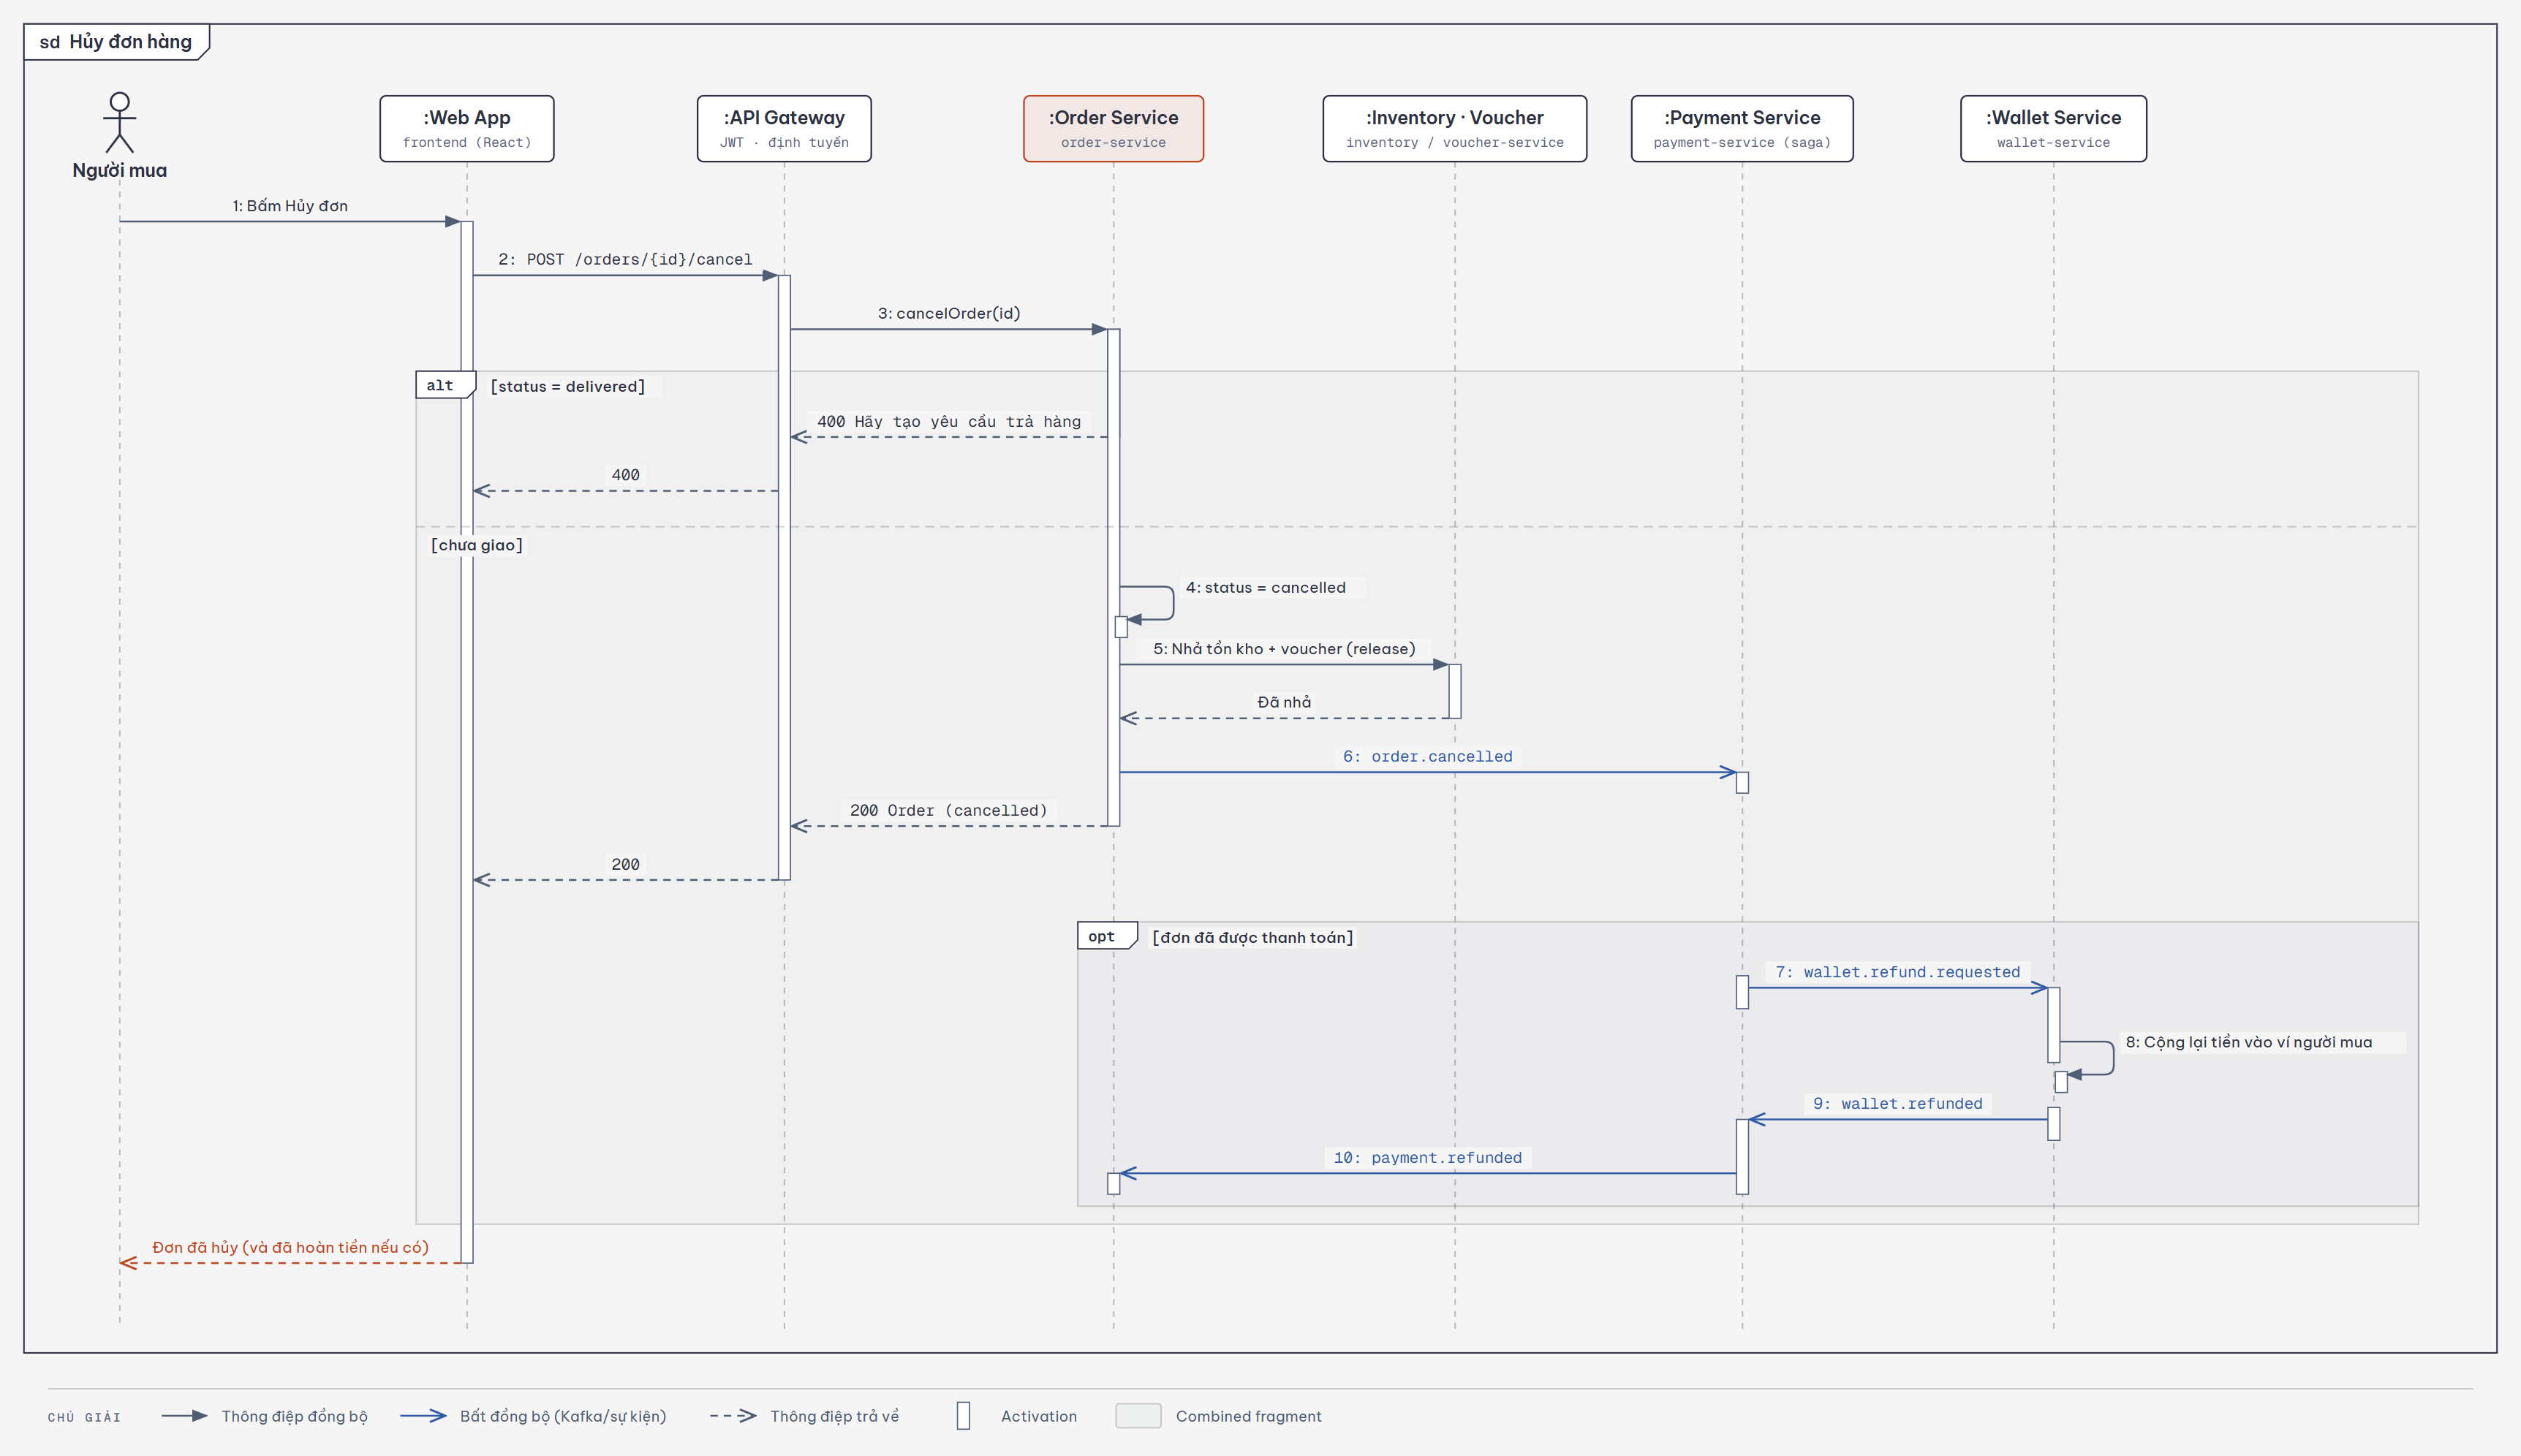 sd Hủy đơn hàng
:Web App
frontend (React)
:API Gateway
JWT · định tuyến
:Order Service
order-service
:Inventory · Voucher
inventory / voucher-service
:Payment Service
payment-service (saga)
:Wallet Service
wallet-service
Người mua
1: Bấm Hủy đơn
2: POST /orders/{id}/cancel
3: cancelOrder(id)
alt
[status = delivered]
400 Hãy tạo yêu cầu trả hàng
400
[chưa giao]
4: status = cancelled
5: Nhả tồn kho + voucher (release)
Đã nhả
6: order.cancelled
200 Order (cancelled)
200
opt
[đơn đã được thanh toán]
7: wallet.refund.requested
8: Cộng lại tiền vào ví người mua
9: wallet.refunded
10: payment.refunded
Đơn đã hủy (và đã hoàn tiền nếu có)
CHÚ GIẢI
Thông điệp đồng bộ
Bất đồng bộ (Kafka/sự kiện)
Thông điệp trả về
Activation
Combined fragment